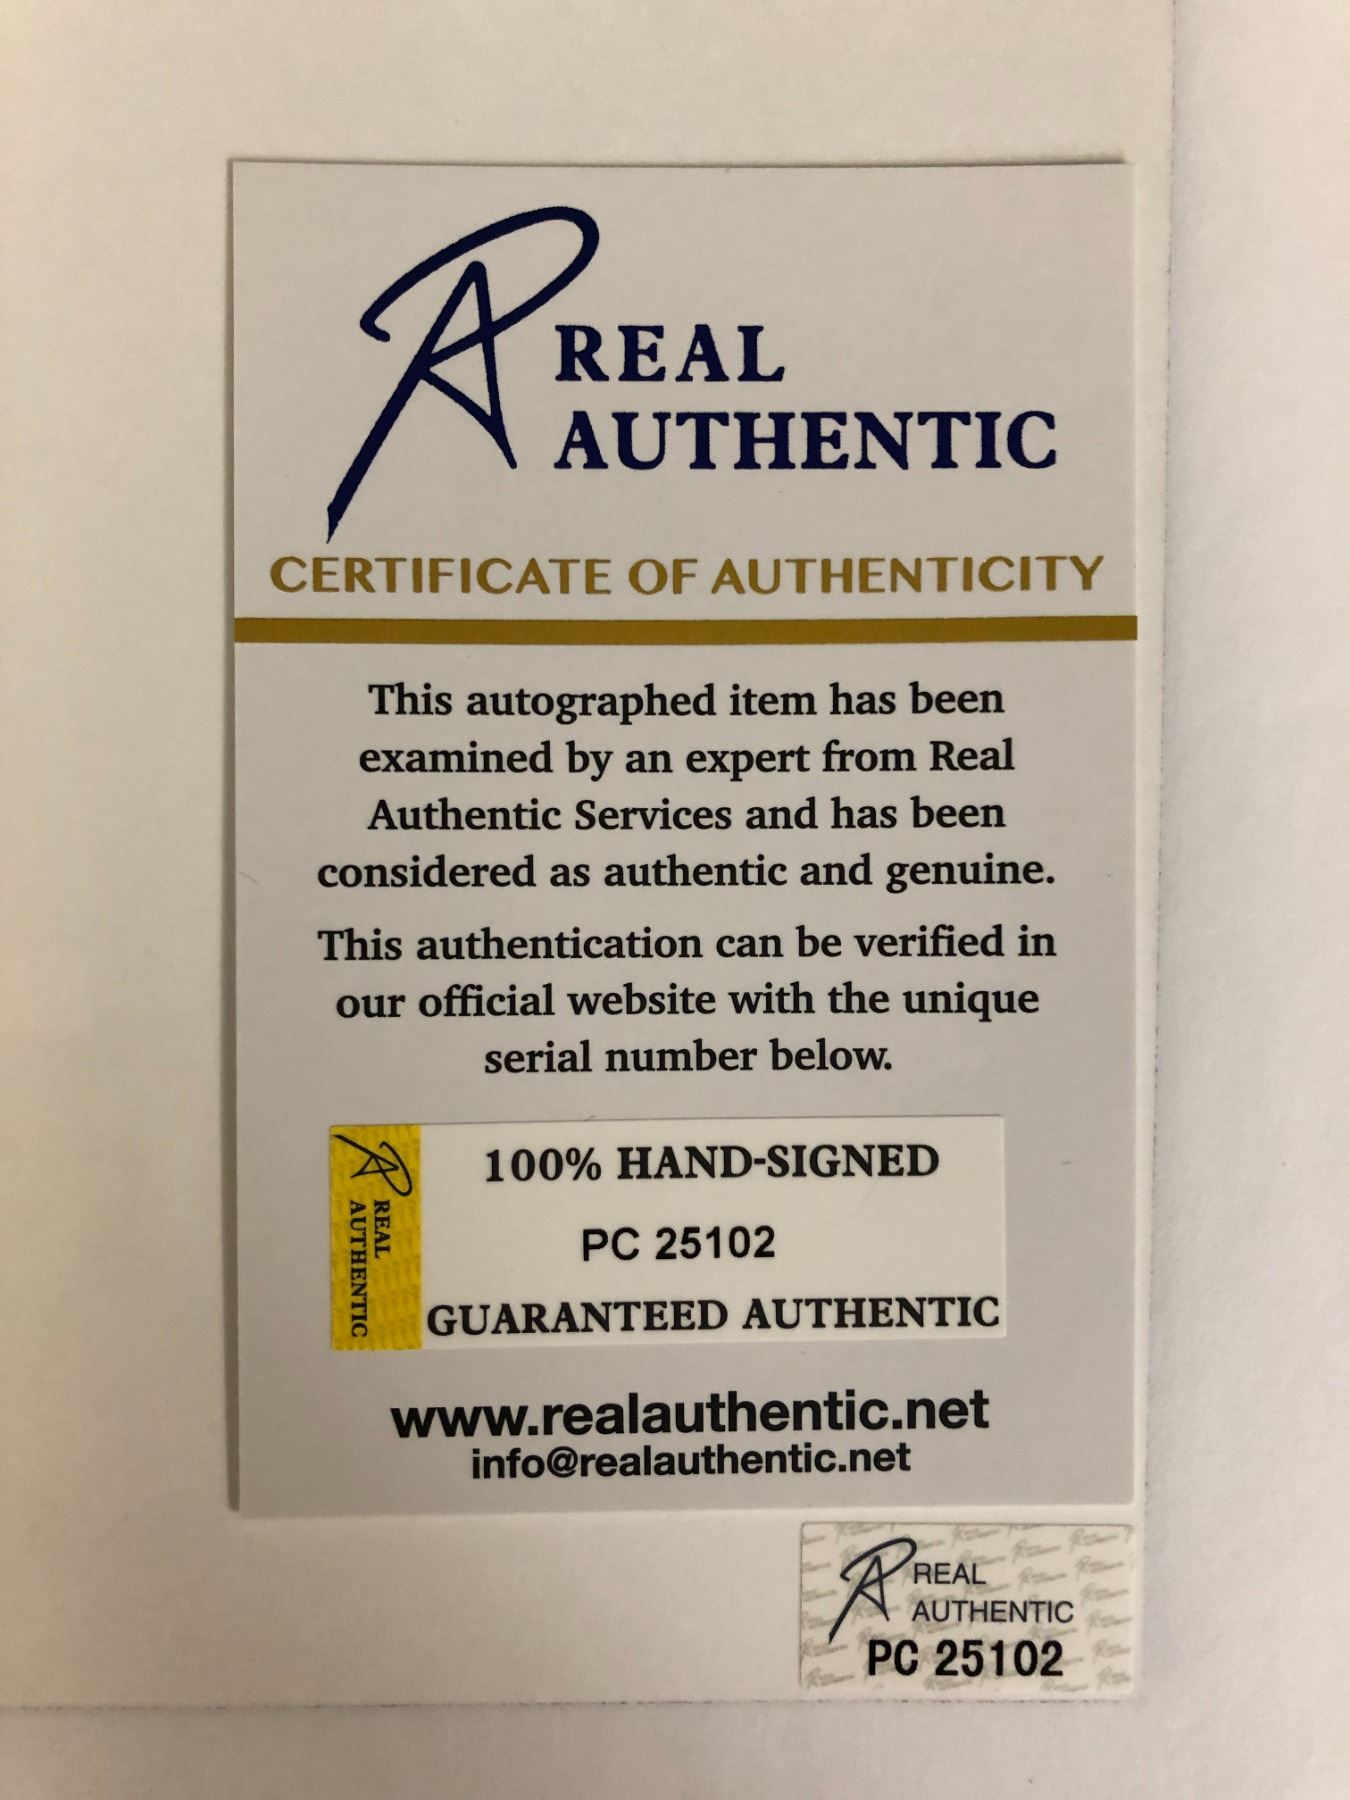 REAL
AUTHENTIC
CERTIFICATE OF AUTHENTICITY
This autographed item has been
examined by an expert from Real
Authentic Services and has been
considered as authentic and genuine.
This authentication can be verified in
our official website with the unique
serial number below.
REAL
AUTHENTIC
100% HAND-SIGNED
PC 25102
GUARANTEED AUTHENTIC
www.realauthentic.net
info@realauthentic.net
REAL
AUTHENTIC
PC 25102